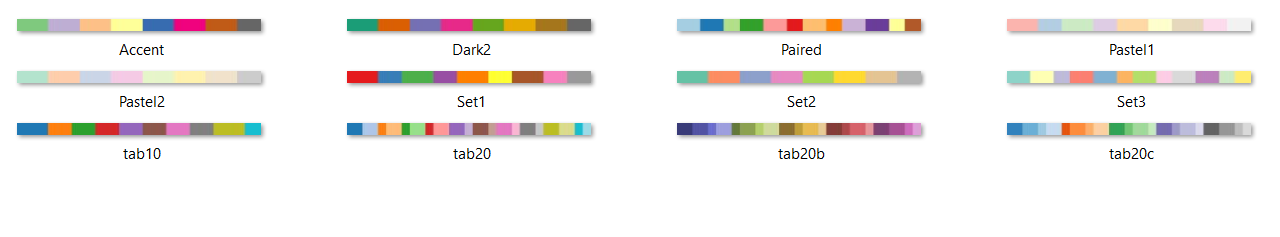 Accent
Dark2
Paired
Pastel1
Pastel2
Set1
Set2
Set3
tab10
tab20
tab20b
tab20c